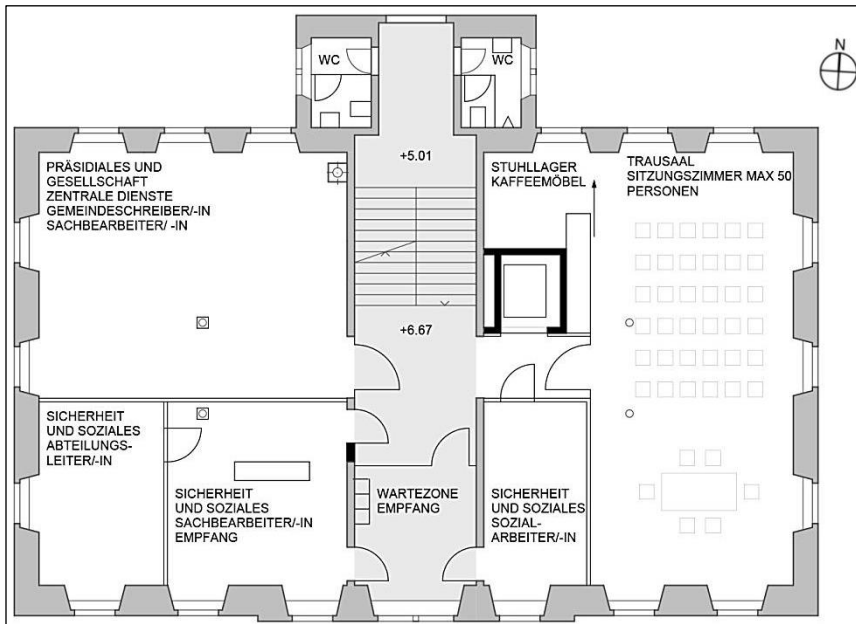 N
WC
WC
+5.01
PRÄSIDIALES UND
GESELLSCHAFT
ZENTRALE DIENSTE
GEMEINDESCHREIBER/-IN
SACHBEARBEITER/ -IN
STUHLLAGER
KAFFEEMÖBEL
TRAUSAAL
SITZUNGSZIMMER MAX 50
PERSONEN
+6.67
SICHERHEIT
UND SOZIALES
ABTEILUNGS-
LEITER/-IN
SICHERHEIT
UND SOZIALES
SACHBEARBEITER/-IN
EMPFANG
WARTEZONE
EMPFANG
SICHERHEIT
UND SOZIALES
SOZIAL-
ARBEITER/-IN